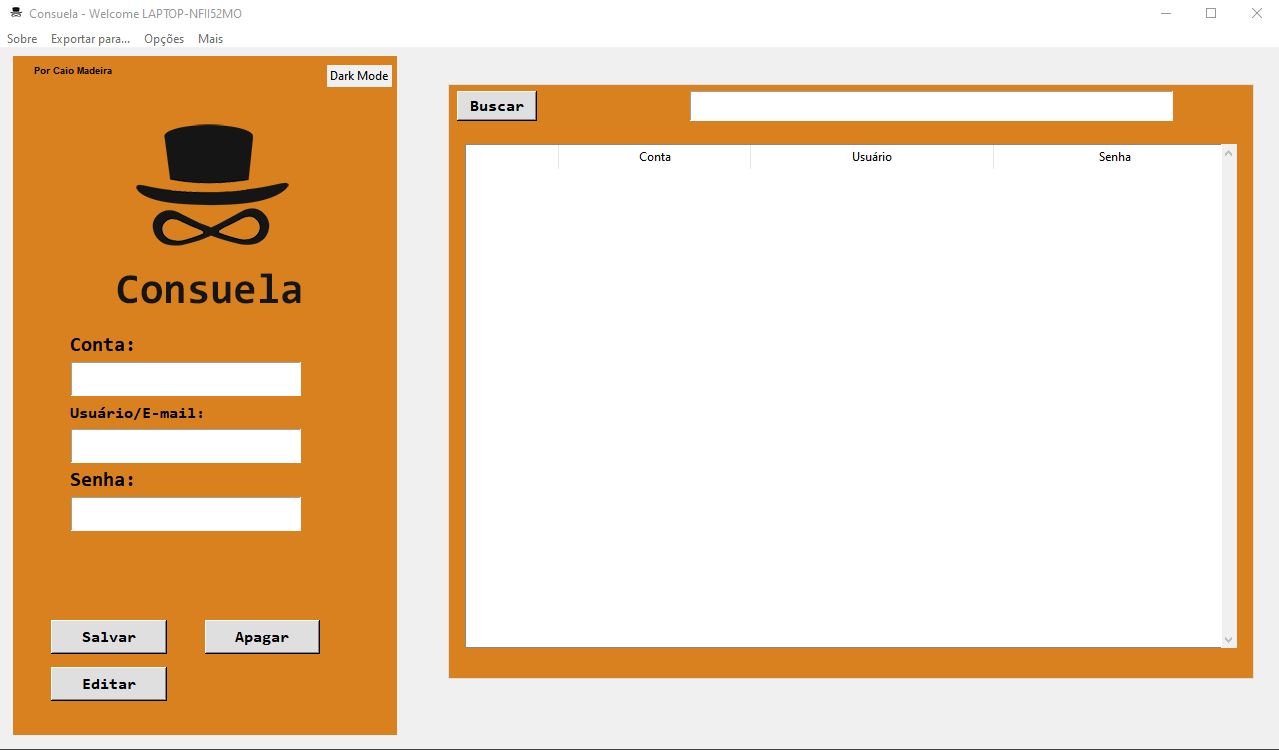 Consuela - Welcome LAPTOP-NFII52MO
Sobre Exportar para... Opções Mais
Por Caio Madeira
Dark Mode
Consuela
Conta:
Usuário/E-mail:
Senha:
Salvar Apagar
Editar
Buscar
Conta Usuário Senha